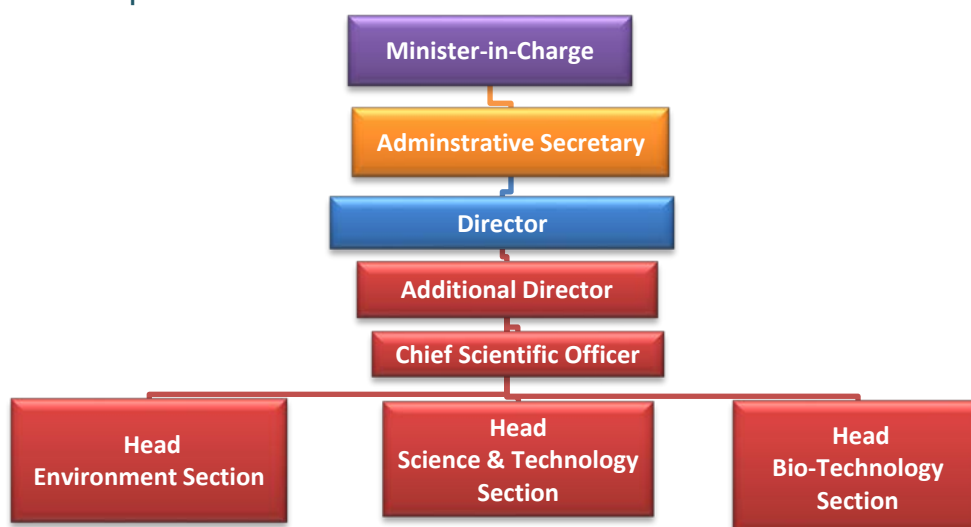 Minister-in-Charge
Adminstrative Secretary
Director
Additional Director
Chief Scientific Officer
Head
Environment Section
Head
Science & Technology
Section
Head
Bio-Technology
Section